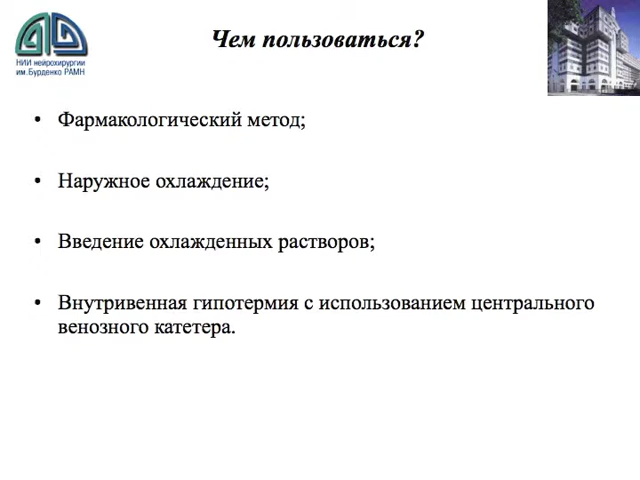 НИИ нейрохирургии
им.Бурденко РАМН
Чем пользоваться?
• Фармакологический метод;
• Наружное охлаждение;
• Введение охлажденных растворов;
• Внутривенная гипотермия с использованием центрального
венозного катетера.